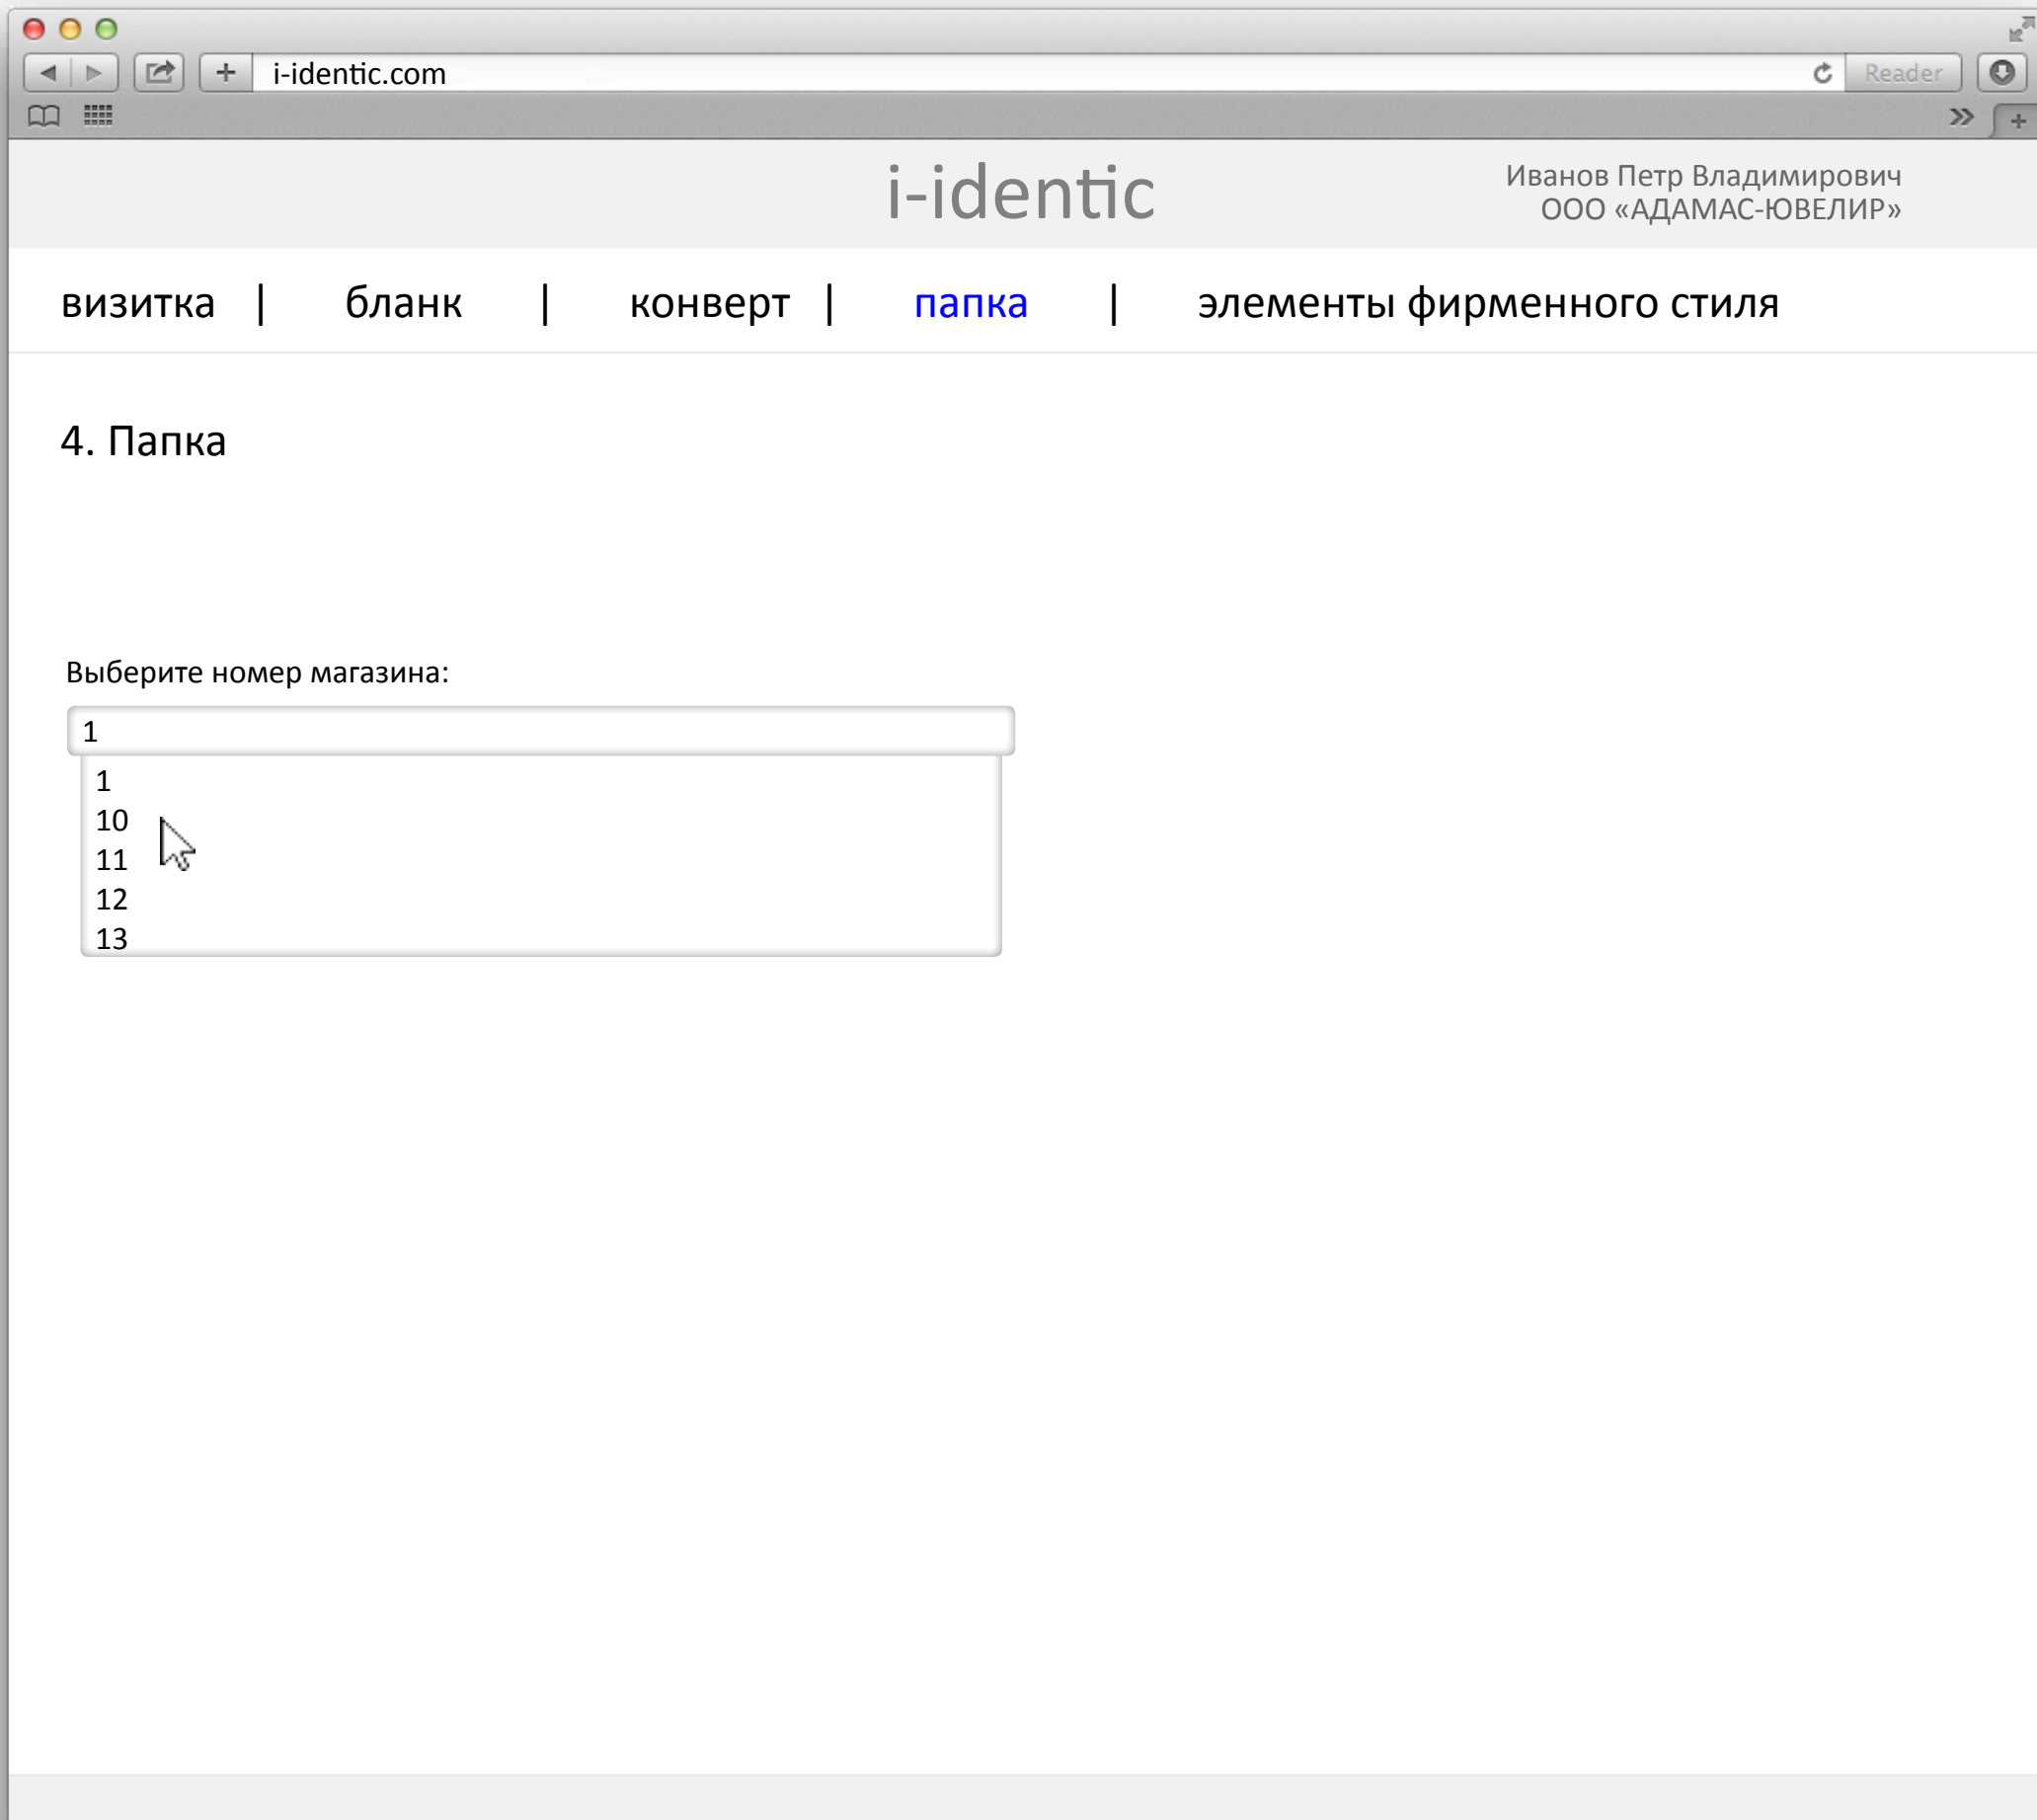 i-identic.com
Reader
i-identic
Иванов Петр Владимирович
ООО «АДАМАС-ЮВЕЛИР»
визитка | бланк | конверт | папка | элементы фирменного стиля
4. Папка
Выберите номер магазина:
1
1
10
11
12
13